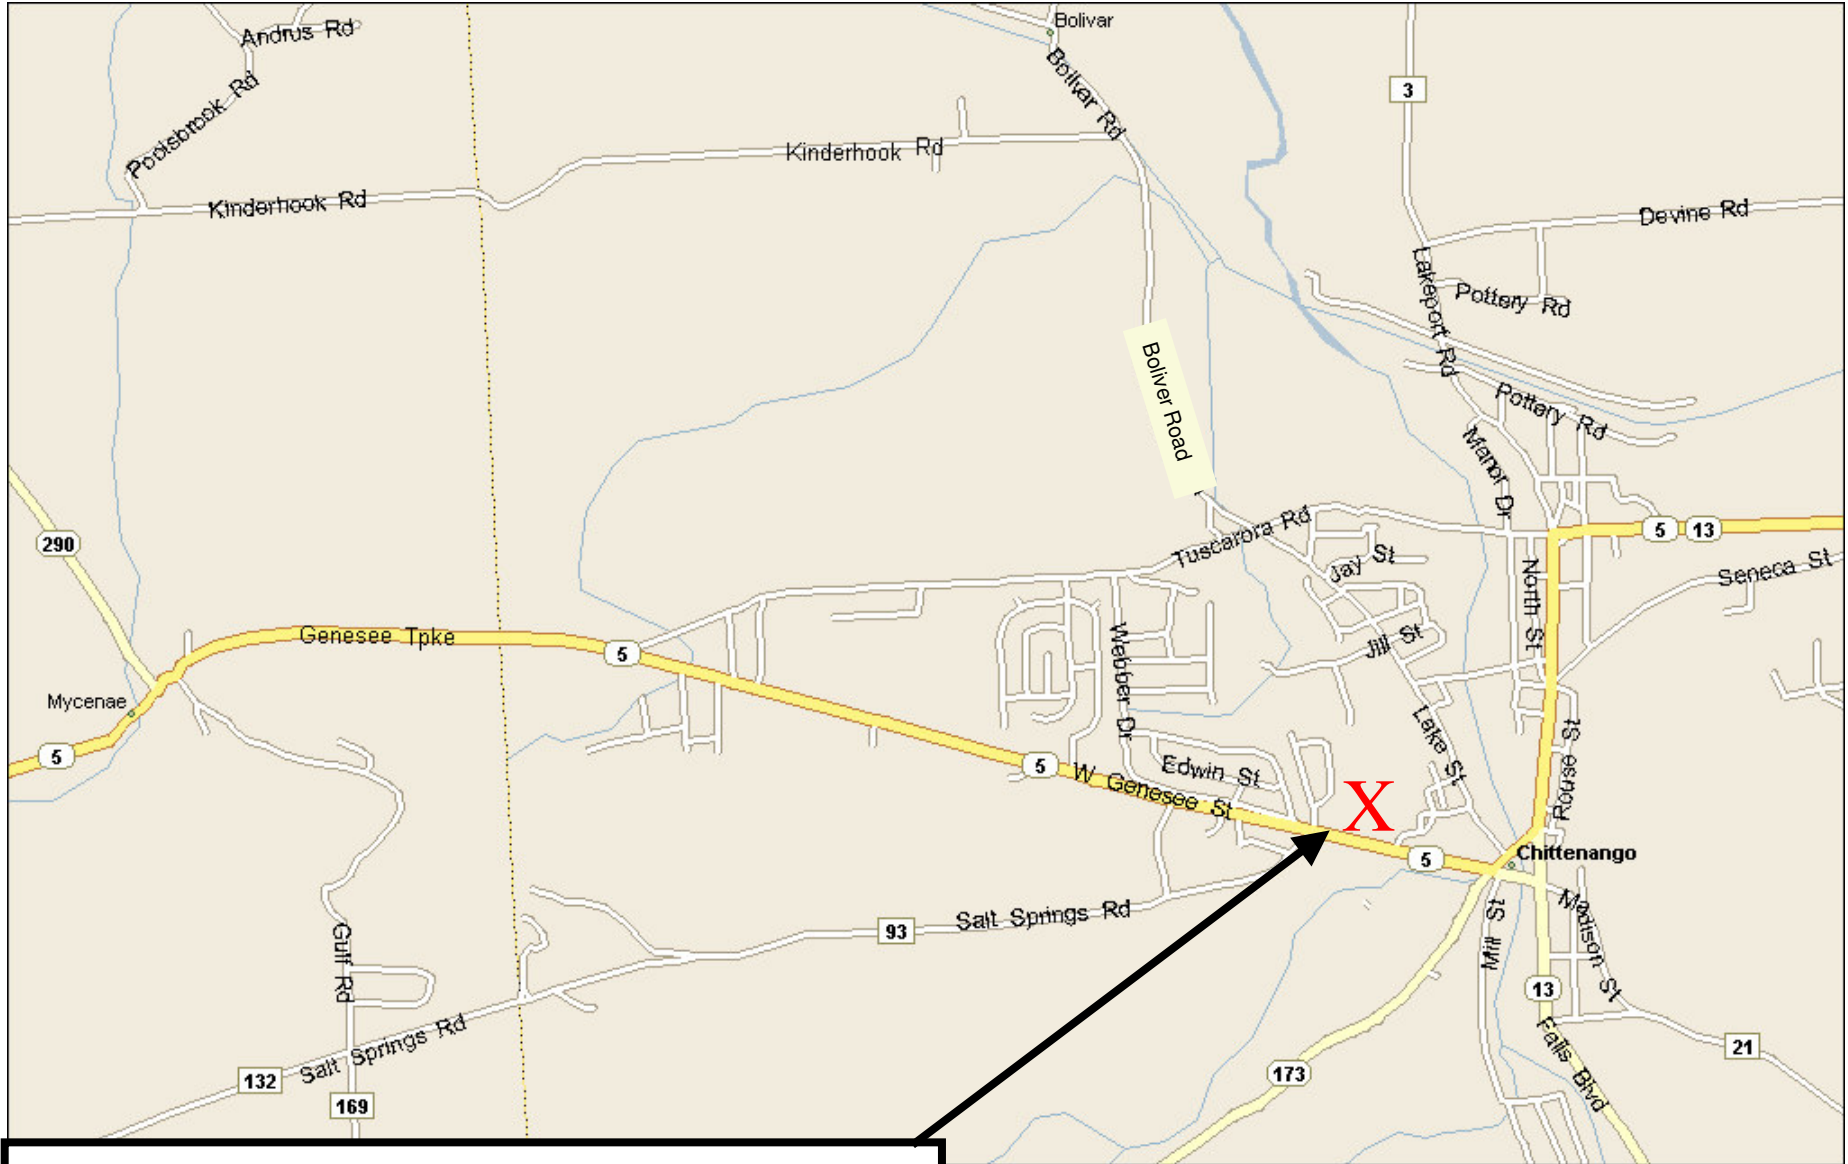 Andrus Rd
Bolivar
Poolsbrook Rd
Boliver Rd
3
Kinderhook Rd
Kinderhook Rd
Devine Rd
Lakeport Rd
Pottery Rd
Boliver Road
Pottery Rd
Manor Dr
290
Tuscarora Rd
5
13
Jay St
North St
Seneca St
Genesee Tpke
5
Webber Dr
Jill St
Mycenae
5
Lake St
Rouse St
5
W Genesee St
Edwin St
X
5
Chittenango
Salt Springs Rd
93
Mill St
Madison St
Gulf Rd
13
Salt Springs Rd
132
169
173
Falls Blvd
21